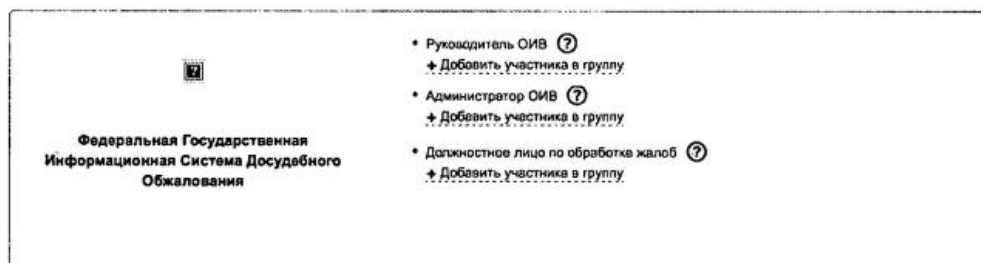 • Руководитель ОИВ ?
+ Добавить участника в группу
• Администратор ОИВ ?
+ Добавить участника в группу
• Должностное лицо по обработке жалоб ?
+ Добавить участника в группу
?
Федеральная Государственная
Информационная Система Досудебного
Обжалования